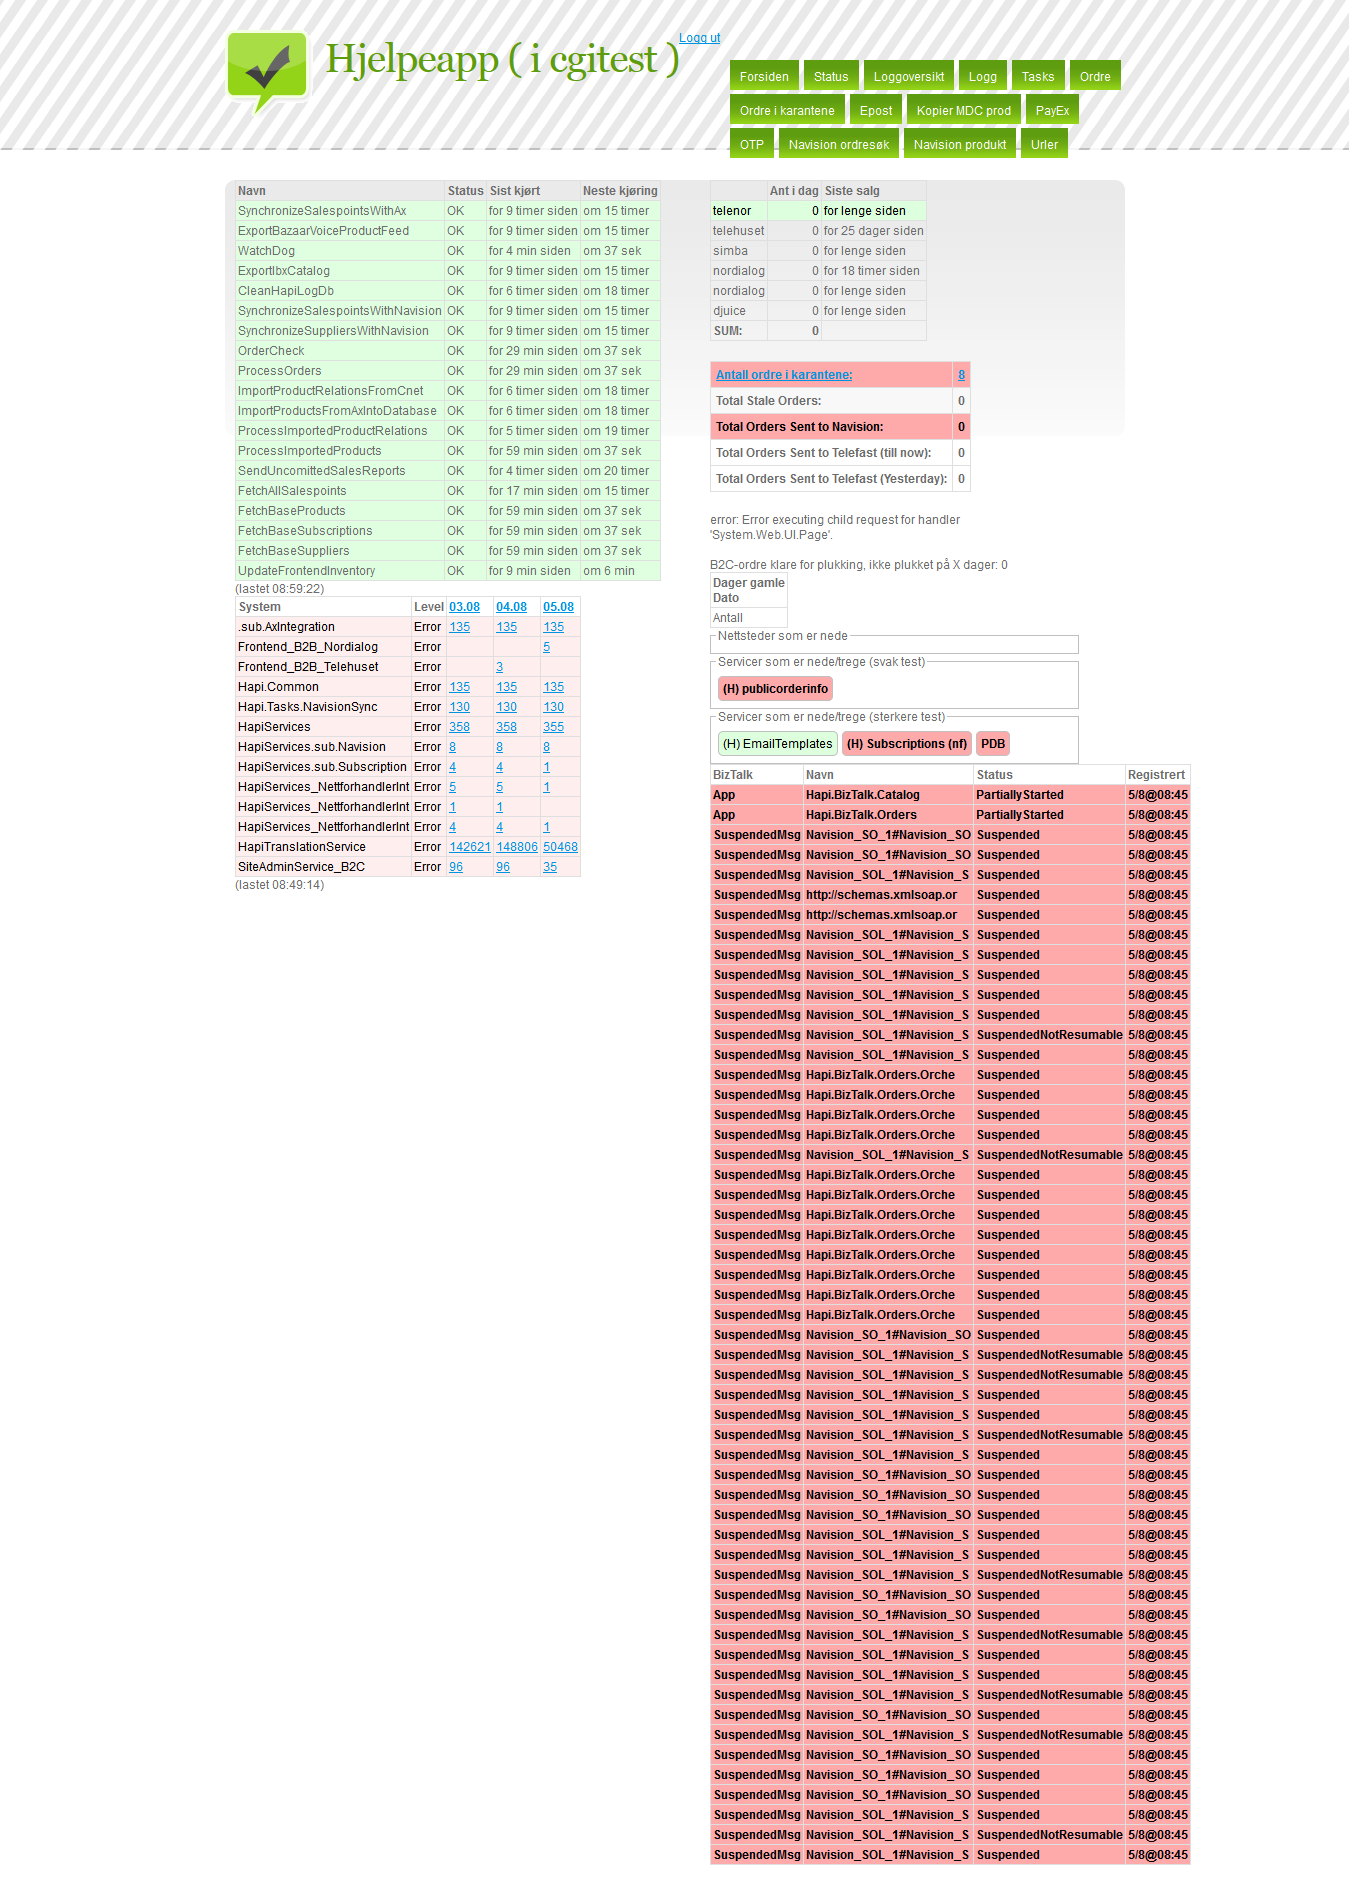 Hjelpeapp ( i cgitest )
Logg ut
Forsiden Status Loggoversikt Logg Tasks Ordre
Ordre i karantene Epost Kopier MDC prod PayEx
OTP Navision ordresøk Navision produkt Urler
Navn Status Sist kjørt Neste kjøring
SynchronizeSalespointsWithAx OK for 9 timer siden om 15 timer
ExportBazaarVoiceProductFeed OK for 9 timer siden om 15 timer
WatchDog OK for 4 min siden om 37 sek
ExportIbxCatalog OK for 9 timer siden om 15 timer
CleanHapiLogDb OK for 6 timer siden om 18 timer
SynchronizeSalespointsWithNavision OK for 9 timer siden om 15 timer
SynchronizeSuppliersWithNavision OK for 9 timer siden om 15 timer
OrderCheck OK for 29 min siden om 37 sek
ProcessOrders OK for 29 min siden om 37 sek
ImportProductRelationsFromCnet OK for 6 timer siden om 18 timer
ImportProductsFromAxIntoDatabase OK for 6 timer siden om 18 timer
ProcessImportedProductRelations OK for 5 timer siden om 19 timer
ProcessImportedProducts OK for 59 min siden om 37 sek
SendUncomittedSalesReports OK for 4 timer siden om 20 timer
FetchAllSalespoints OK for 17 min siden om 15 timer
FetchBaseProducts OK for 59 min siden om 37 sek
FetchBaseSubscriptions OK for 59 min siden om 37 sek
FetchBaseSuppliers OK for 59 min siden om 37 sek
UpdateFrontendInventory OK for 9 min siden om 6 min
(lastet 08:59:22)
System Level 03.08 04.08 05.08
.sub.AxIntegration Error 135 135 135
Frontend_B2B_Nordialog Error 5
Frontend_B2B_Telehuset Error 3
Hapi.Common Error 135 135 135
Hapi.Tasks.NavisionSync Error 130 130 130
HapiServices Error 358 358 355
HapiServices.sub.Navision Error 8 8 8
HapiServices.sub.Subscription Error 4 4 1
HapiServices_NettforhandlerInt Error 5 5 1
HapiServices_NettforhandlerInt Error 1 1
HapiServices_NettforhandlerInt Error 4 4 1
HapiTranslationService Error 142621 148806 50468
SiteAdminService_B2C Error 96 96 35
(lastet 08:49:14)
Ant i dag Siste salg
telenor 0 for lenge siden
telehuset 0 for 25 dager siden
simba 0 for lenge siden
nordialog 0 for 18 timer siden
nordialog 0 for lenge siden
djuice 0 for lenge siden
SUM: 0
Antall ordre i karantene: 8
Total Stale Orders: 0
Total Orders Sent to Navision: 0
Total Orders Sent to Telefast (till now): 0
Total Orders Sent to Telefast (Yesterday): 0
error: Error executing child request for handler
'System.Web.UI.Page'.
B2C-ordre klare for plukking, ikke plukket på X dager: 0
Dager gamle
Dato
Antall
Nettsteder som er nede
Servicer som er nede/trege (svak test)
(H) publicorderinfo
Servicer som er nede/trege (sterkere test)
(H) EmailTemplates (H) Subscriptions (nf) PDB
BizTalk Navn Status Registrert
App Hapi.BizTalk.Catalog PartiallyStarted 5/8@08:45
App Hapi.BizTalk.Orders PartiallyStarted 5/8@08:45
SuspendedMsg Navision_SO_1#Navision_SO Suspended 5/8@08:45
SuspendedMsg Navision_SO_1#Navision_SO Suspended 5/8@08:45
SuspendedMsg Navision_SOL_1#Navision_S Suspended 5/8@08:45
SuspendedMsg http://schemas.xmlsoap.or Suspended 5/8@08:45
SuspendedMsg http://schemas.xmlsoap.or Suspended 5/8@08:45
SuspendedMsg Navision_SOL_1#Navision_S Suspended 5/8@08:45
SuspendedMsg Navision_SOL_1#Navision_S Suspended 5/8@08:45
SuspendedMsg Navision_SOL_1#Navision_S Suspended 5/8@08:45
SuspendedMsg Navision_SOL_1#Navision_S Suspended 5/8@08:45
SuspendedMsg Navision_SOL_1#Navision_S Suspended 5/8@08:45
SuspendedMsg Navision_SOL_1#Navision_S SuspendedNotResumable 5/8@08:45
SuspendedMsg Navision_SOL_1#Navision_S Suspended 5/8@08:45
SuspendedMsg Hapi.BizTalk.Orders.Orche Suspended 5/8@08:45
SuspendedMsg Hapi.BizTalk.Orders.Orche Suspended 5/8@08:45
SuspendedMsg Hapi.BizTalk.Orders.Orche Suspended 5/8@08:45
SuspendedMsg Hapi.BizTalk.Orders.Orche Suspended 5/8@08:45
SuspendedMsg Navision_SOL_1#Navision_S SuspendedNotResumable 5/8@08:45
SuspendedMsg Hapi.BizTalk.Orders.Orche Suspended 5/8@08:45
SuspendedMsg Hapi.BizTalk.Orders.Orche Suspended 5/8@08:45
SuspendedMsg Hapi.BizTalk.Orders.Orche Suspended 5/8@08:45
SuspendedMsg Hapi.BizTalk.Orders.Orche Suspended 5/8@08:45
SuspendedMsg Hapi.BizTalk.Orders.Orche Suspended 5/8@08:45
SuspendedMsg Hapi.BizTalk.Orders.Orche Suspended 5/8@08:45
SuspendedMsg Hapi.BizTalk.Orders.Orche Suspended 5/8@08:45
SuspendedMsg Hapi.BizTalk.Orders.Orche Suspended 5/8@08:45
SuspendedMsg Navision_SO_1#Navision_SO Suspended 5/8@08:45
SuspendedMsg Navision_SOL_1#Navision_S SuspendedNotResumable 5/8@08:45
SuspendedMsg Navision_SOL_1#Navision_S SuspendedNotResumable 5/8@08:45
SuspendedMsg Navision_SOL_1#Navision_S Suspended 5/8@08:45
SuspendedMsg Navision_SOL_1#Navision_S Suspended 5/8@08:45
SuspendedMsg Navision_SOL_1#Navision_S SuspendedNotResumable 5/8@08:45
SuspendedMsg Navision_SOL_1#Navision_S Suspended 5/8@08:45
SuspendedMsg Navision_SO_1#Navision_SO Suspended 5/8@08:45
SuspendedMsg Navision_SO_1#Navision_SO Suspended 5/8@08:45
SuspendedMsg Navision_SO_1#Navision_SO Suspended 5/8@08:45
SuspendedMsg Navision_SOL_1#Navision_S Suspended 5/8@08:45
SuspendedMsg Navision_SOL_1#Navision_S Suspended 5/8@08:45
SuspendedMsg Navision_SOL_1#Navision_S SuspendedNotResumable 5/8@08:45
SuspendedMsg Navision_SO_1#Navision_SO Suspended 5/8@08:45
SuspendedMsg Navision_SO_1#Navision_SO Suspended 5/8@08:45
SuspendedMsg Navision_SOL_1#Navision_S SuspendedNotResumable 5/8@08:45
SuspendedMsg Navision_SOL_1#Navision_S Suspended 5/8@08:45
SuspendedMsg Navision_SOL_1#Navision_S Suspended 5/8@08:45
SuspendedMsg Navision_SOL_1#Navision_S SuspendedNotResumable 5/8@08:45
SuspendedMsg Navision_SO_1#Navision_SO Suspended 5/8@08:45
SuspendedMsg Navision_SOL_1#Navision_S SuspendedNotResumable 5/8@08:45
SuspendedMsg Navision_SO_1#Navision_SO Suspended 5/8@08:45
SuspendedMsg Navision_SO_1#Navision_SO Suspended 5/8@08:45
SuspendedMsg Navision_SO_1#Navision_SO Suspended 5/8@08:45
SuspendedMsg Navision_SOL_1#Navision_S Suspended 5/8@08:45
SuspendedMsg Navision_SOL_1#Navision_S SuspendedNotResumable 5/8@08:45
SuspendedMsg Navision_SOL_1#Navision_S Suspended 5/8@08:45